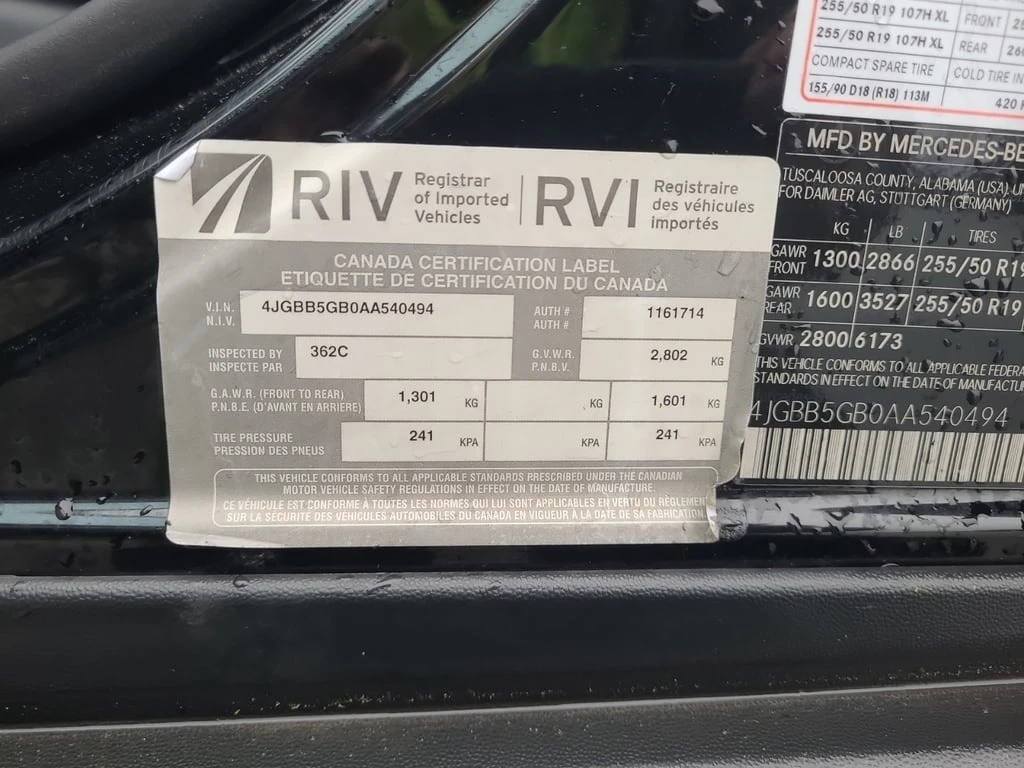 RIV Registrar of Imported Vehicles | RVI Registraire des véhicules importés
CANADA CERTIFICATION LABEL
ETIQUETTE DE CERTIFICATION DU CANADA
V.I.N. 4JGBB5GB0AA540494 AUTH # 1161714
N.I.V. AUTH #
INSPECTED BY 362C G.V.W.R. 2,802 KG
INSPECTE PAR P.N.B.V.
G.A.W.R. (FRONT TO REAR) 1,301 KG KG 1,601 KG
P.N.B.E. (D'AVANT EN ARRIERE)
TIRE PRESSURE 241 KPA KPA 241 KPA
PRESSION DES PNEUS
THIS VEHICLE CONFORMS TO ALL APPLICABLE STANDARDS PRESCRIBED UNDER THE CANADIAN
MOTOR VEHICLE SAFETY REGULATIONS IN EFFECT ON THE DATE OF MANUFACTURE.
CE VÉHICULE EST CONFORME À TOUTES LES NORMES QUI LUI SONT APPLICABLES EN VERTU DU RÈGLEMENT
SUR LA SECURITE DES VEHICULES AUTOMOBILES DU CANADA EN VIGUEUR A LA DATE DE SA FABRICATION
255/50 R19 107H XL FRONT
255/50 R19 107H XL REAR
COMPACT SPARE TIRE COLD TIRE
155/90 D18 (R18) 113M 420
MFD BY MERCEDES-BE
TUSCALOOSA COUNTY, ALABAMA (USA),
FOR DAIMLER AG, STUTTGART (GERMANY)
KG LB TIRES
GAWR FRONT 1300 2866 255/50 R19
GAWR REAR 1600 3527 255/50 R19
GVWR 2800 6173
THIS VEHICLE CONFORMS TO ALL APPLICABLE FEDERA
STANDARDS IN EFFECT ON THE DATE OF MANUFACTU
4JGBB5GB0AA540494